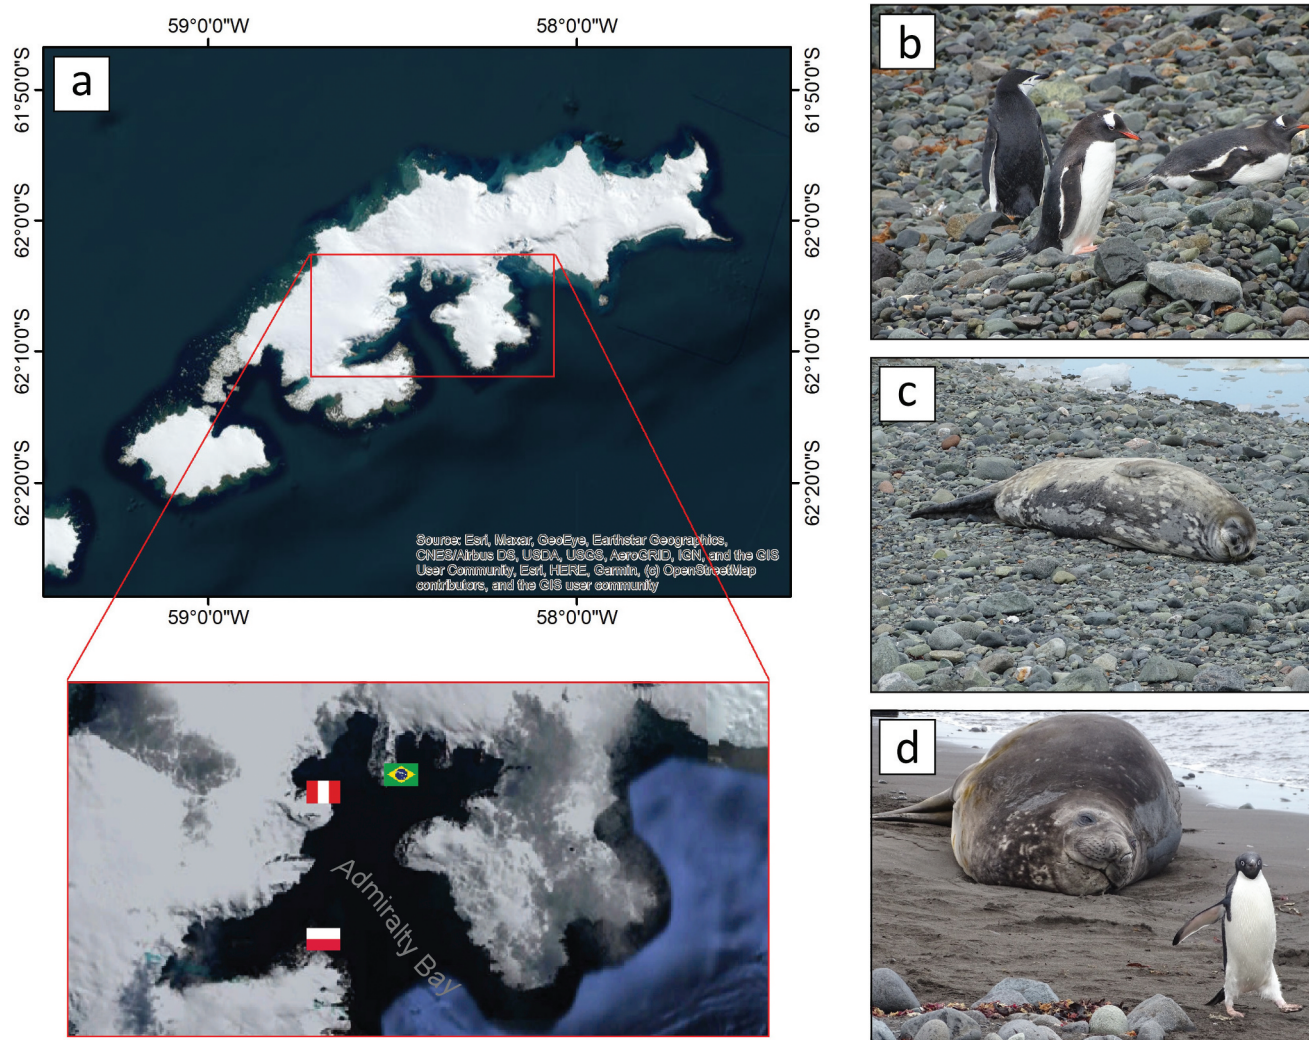 59°0'0"W
58°0'0"W
a
61°50'0"S
61°50'0"S
62°0'0"S
62°0'0"S
62°10'0"S
62°10'0"S
62°20'0"S
62°20'0"S
Source: Esri, Maxar, GeoEye, Earthstar Geographics,
CNES/Airbus DS, USDA, USGS, AeroGRID, IGN, and the GIS
User Community, Esri, HERE, Garmin, (c) OpenStreetMap
contributors, and the GIS user community
59°0'0"W
58°0'0"W
Admiralty Bay
b
c
d